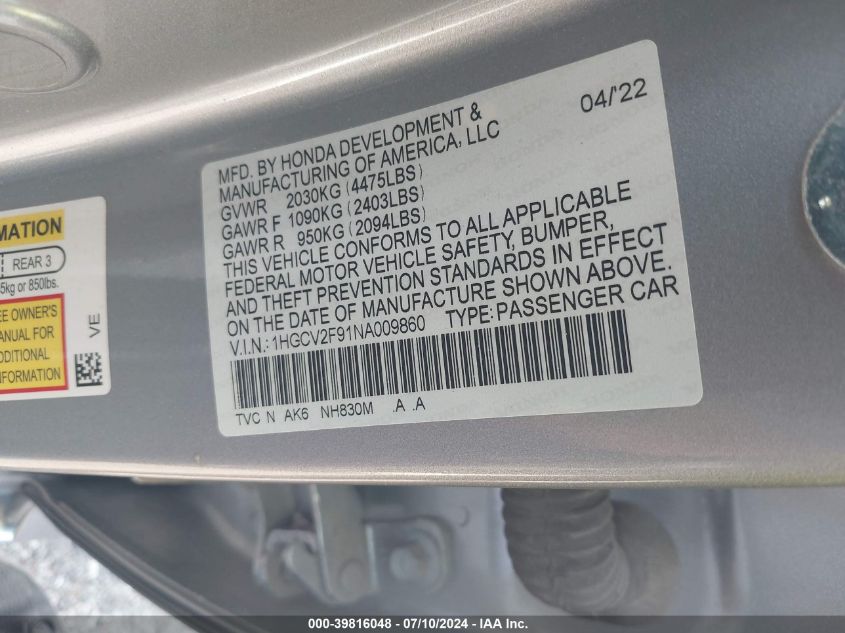 MATION
REAR 3
5kg or 850lbs.
EE OWNER'S
ANUAL FOR
DDITIONAL
NFORMATION
VE
04/'22
MFD. BY HONDA DEVELOPMENT &
MANUFACTURING OF AMERICA, LLC
GVWR 2030KG (4475LBS)
GAWR F 1090KG (2403LBS)
GAWR R 950KG (2094LBS)
THIS VEHICLE CONFORMS TO ALL APPLICABLE
FEDERAL MOTOR VEHICLE SAFETY, BUMPER,
AND THEFT PREVENTION STANDARDS IN EFFECT
ON THE DATE OF MANUFACTURE SHOWN ABOVE.
V.I.N.: 1HGCV2F91NA009860 TYPE: PASSENGER CAR
TVC N AK6 NH830M .A .A
000-39816048 - 07/10/2024 - IAA Inc.